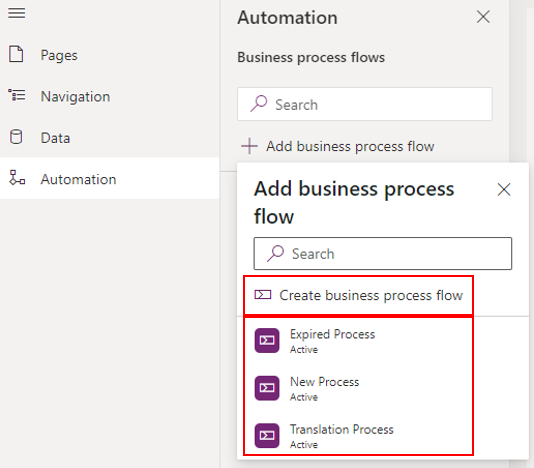 Pages
Navigation
Data
Automation
Automation
Business process flows
Search
Add business process flow
Add business process
flow
Search
Create business process flow
Expired Process
Active
New Process
Active
Translation Process
Active